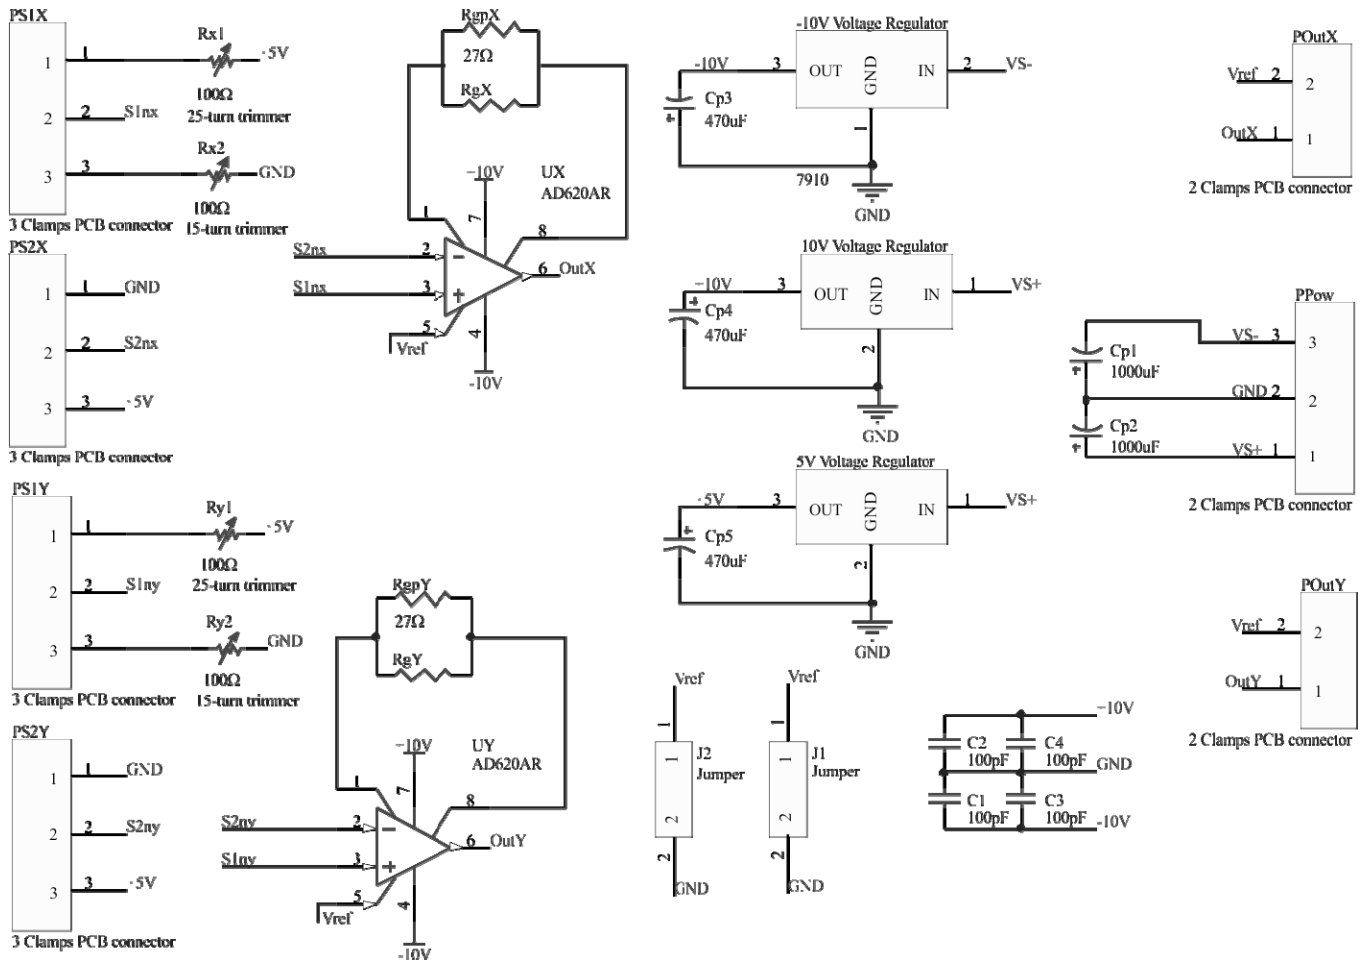 PS1X
1
1
Rx1
-5V
100Ω
25-turn trimmer
2
2
S1nx
3
3
Rx2
GND
100Ω
15-turn trimmer
3 Clamps PCB connector
PS2X
1
1
GND
2
2
S2nx
3
3
-5V
3 Clamps PCB connector
PS1Y
1
1
Ry1
-5V
100Ω
25-turn trimmer
2
2
S1ny
3
3
Ry2
GND
100Ω
15-turn trimmer
3 Clamps PCB connector
PS2Y
1
1
GND
2
2
S2ny
3
3
-5V
3 Clamps PCB connector
RgpX
27Ω
RgX
UX
AD620AR
-10V
7
1
8
S2nx
2
6
OutX
S1nx
3
5
Vref
4
-10V
RgpY
27Ω
RgY
UY
AD620AR
-10V
7
1
8
S2ny
2
6
OutY
S1ny
3
5
Vref
4
-10V
-10V Voltage Regulator
-10V
3
OUT
GND
IN
2
VS-
Cp3
470uF
1
7910
GND
10V Voltage Regulator
-10V
3
OUT
GND
IN
1
VS+
Cp4
470uF
2
GND
5V Voltage Regulator
-5V
3
OUT
GND
IN
1
VS+
Cp5
470uF
2
GND
Vref
1
1
J2
Jumper
2
2
GND
Vref
1
1
J1
Jumper
2
2
GND
-10V
C2
100pF
C4
100pF
GND
C1
100pF
C3
100pF
-10V
POutX
Vref
2
2
OutX
1
1
2 Clamps PCB connector
PPow
VS-
3
3
Cp1
1000uF
GND
2
2
Cp2
1000uF
VS+
1
1
2 Clamps PCB connector
POutY
Vref
2
2
OutY
1
1
2 Clamps PCB connector